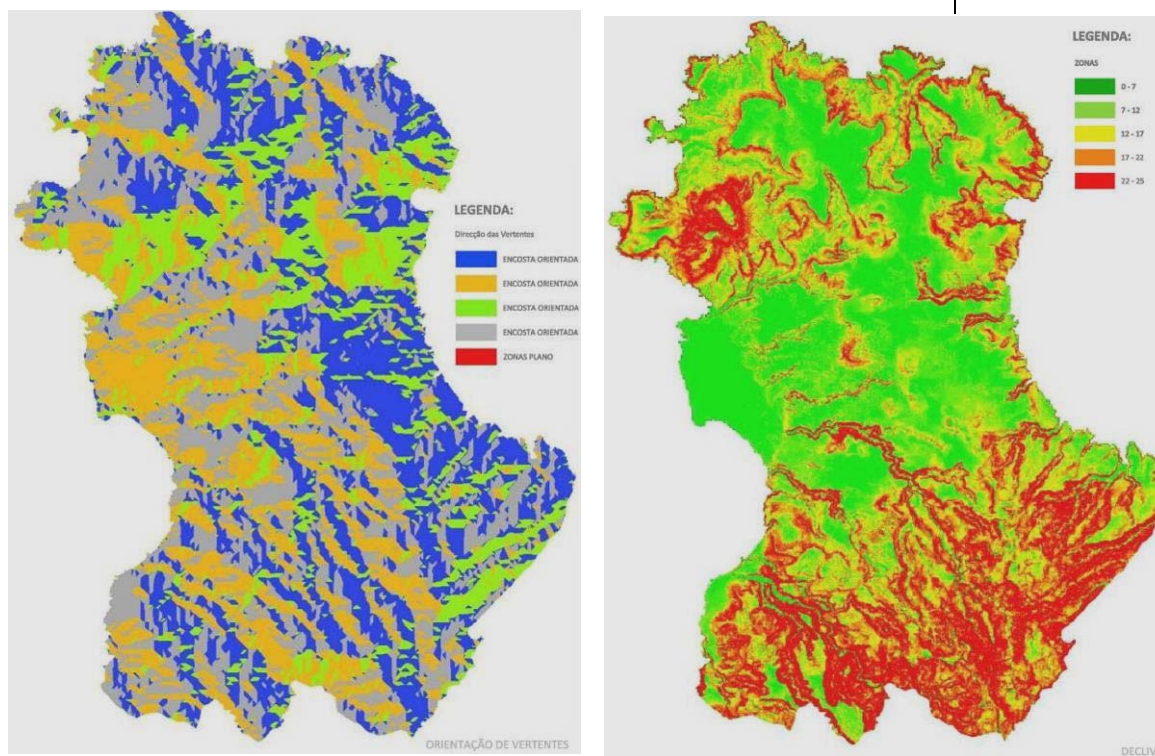 LEGENDA:
Direcção das Vertentes
ENCOSTA ORIENTADA
ENCOSTA ORIENTADA
ENCOSTA ORIENTADA
ENCOSTA ORIENTADA
ZONAS PLANO
ORIENTAÇÃO DE VERTENTES
LEGENDA:
ZONAS
0 - 7
7 - 12
12 - 17
17 - 22
22 - 25
DECLIV